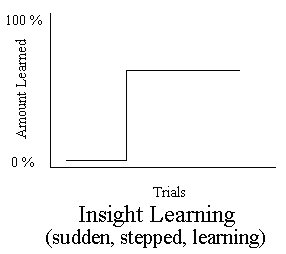 100 %
Amount Learned
0 %
Trials
Insight Learning
(sudden, stepped, learning)